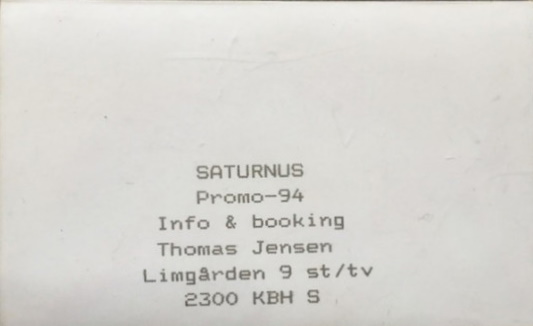 SATURNUS
Promo-94
Info & booking
Thomas Jensen
Limgården 9 st/tv
2300 KBH S